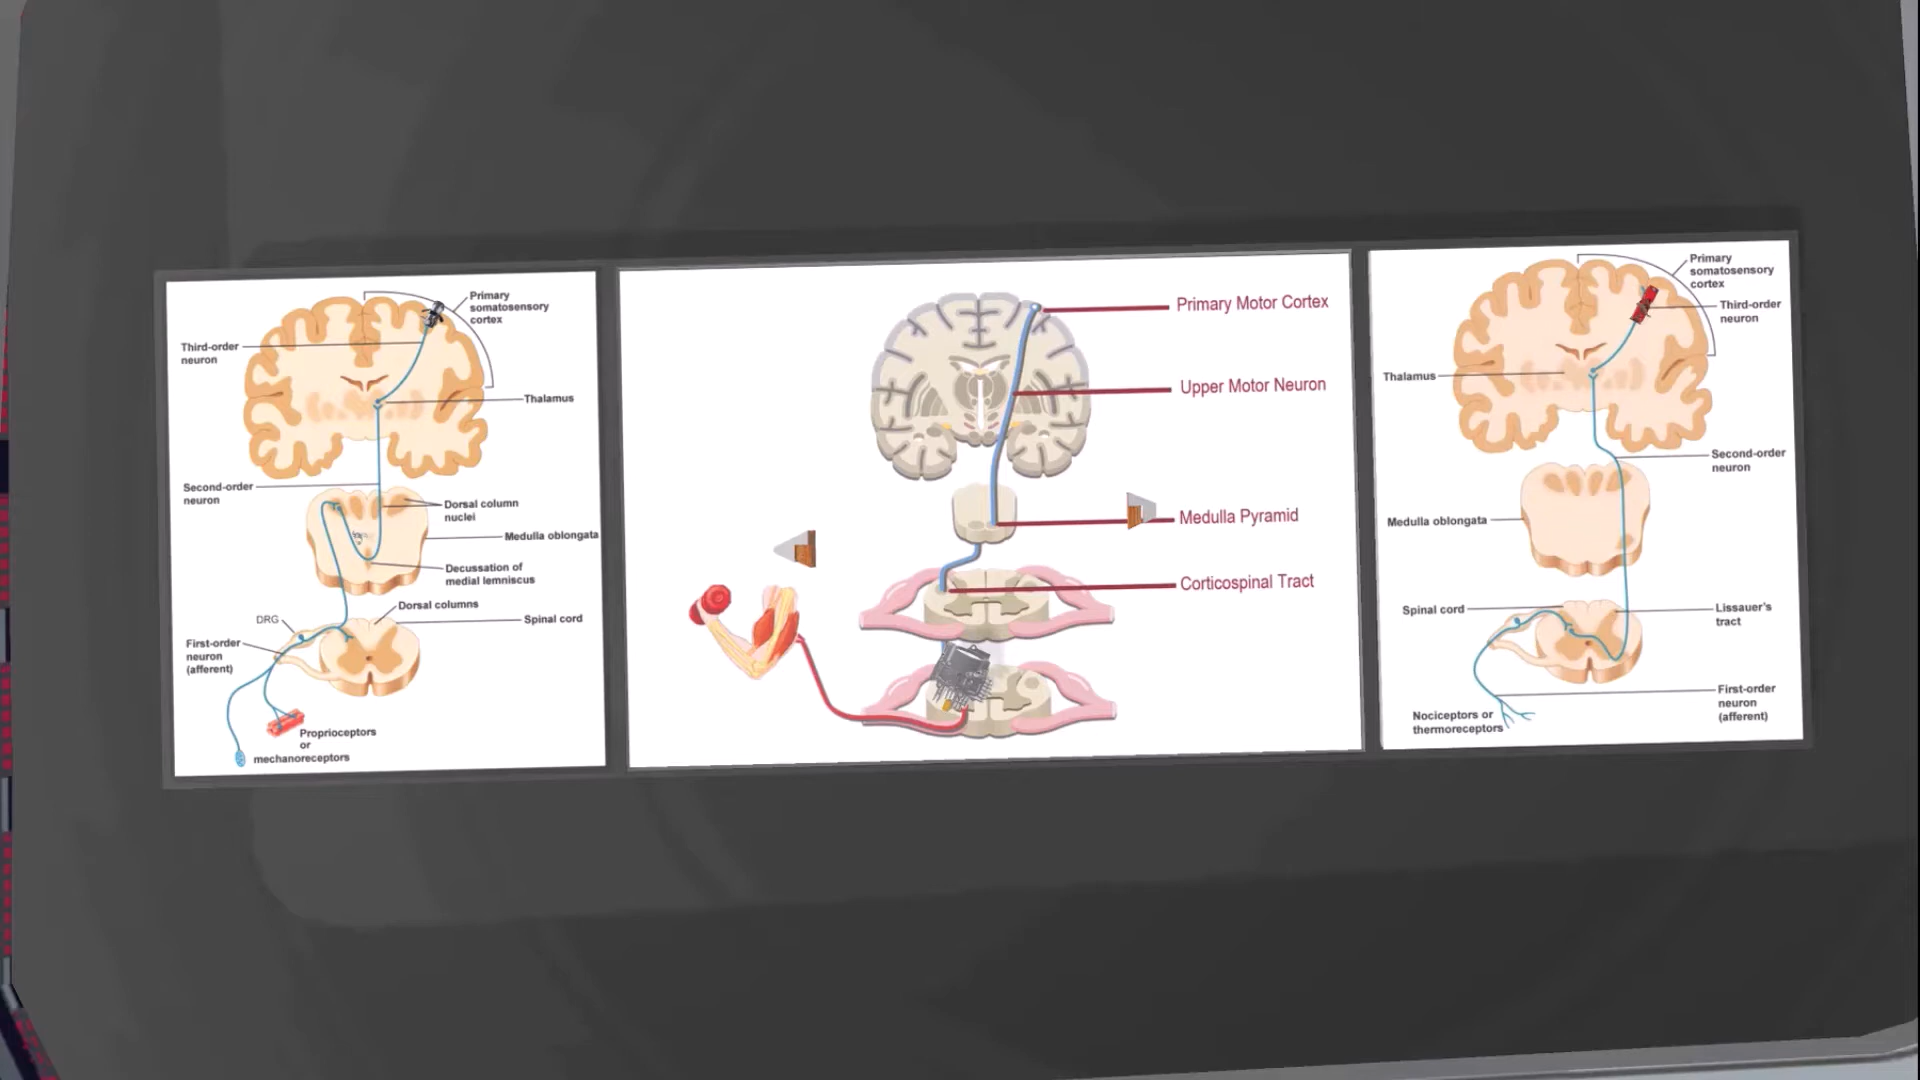 Primary
somatosensory
cortex
Third-order
neuron
Thalamus
Second-order
neuron
Dorsal column
nuclei
Medulla oblongata
Decussation of
medial lemniscus
Dorsal columns
DRG
Spinal cord
First-order
neuron
(afferent)
Proprioceptors
or
mechanoreceptors
Primary Motor Cortex
Upper Motor Neuron
Medulla Pyramid
Corticospinal Tract
Primary
somatosensory
cortex
Third-order
neuron
Thalamus
Second-order
neuron
Medulla oblongata
Spinal cord
Lissauer's
tract
First-order
neuron
(afferent)
Nociceptors or
thermoreceptors